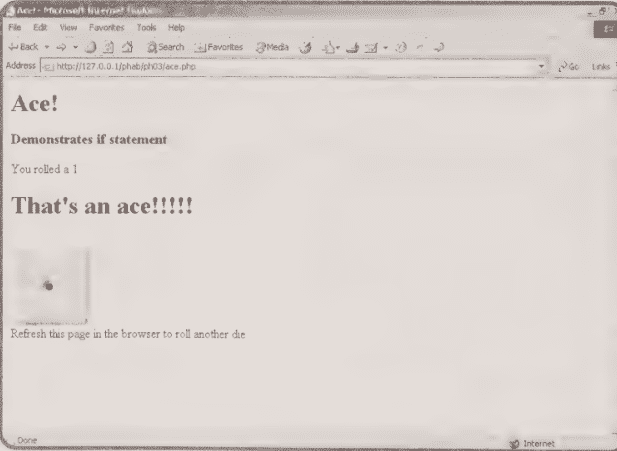 Ace! - Microsoft Internet Explorer
File Edit View Favorites Tools Help
Back Search Favorites Media
Address http://127.0.0.1/phab/ph03/ace.php Go Links
Ace!
Demonstrates if statement
You rolled a 1
That's an ace!!!!!
Refresh this page in the browser to roll another die
Done Internet